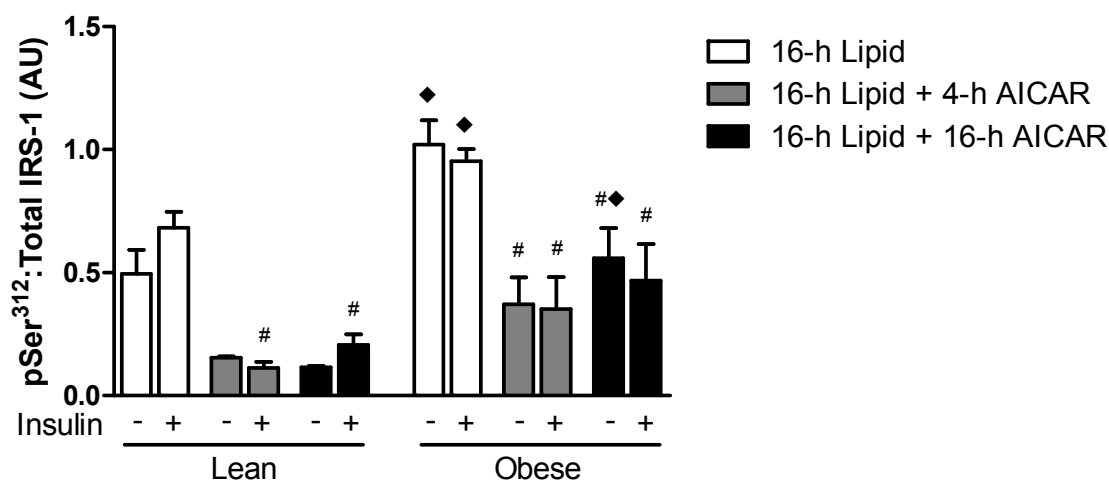 pSer³¹²:Total IRS-1 (AU)
1.5
1.0
0.5
0.0
◆ ◆
#◆ #
# #
# #
Insulin - + - + - + - + - + - +
Lean Obese
16-h Lipid
16-h Lipid + 4-h AICAR
16-h Lipid + 16-h AICAR